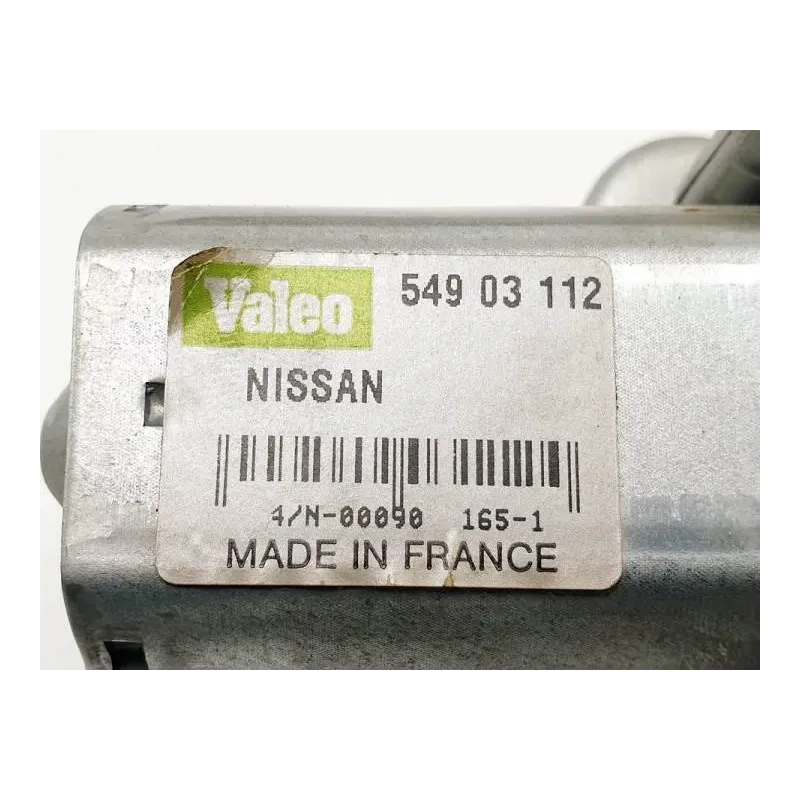 Valeo 549 03 112
NISSAN
4/N-00090 165-1
MADE IN FRANCE